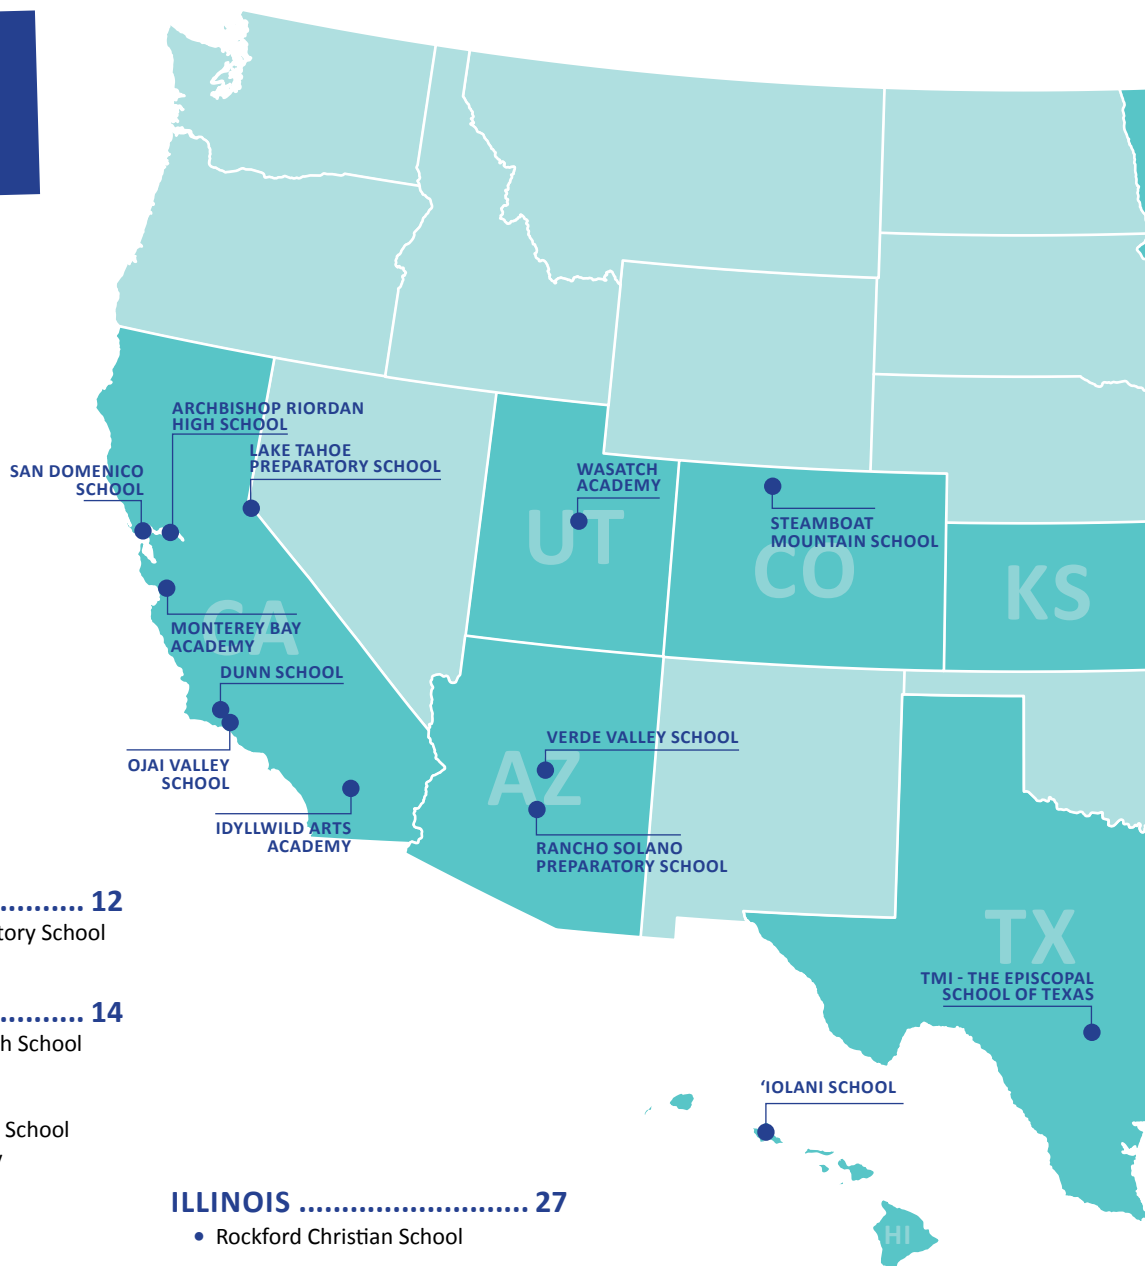 ARCHBISHOP RIORDAN
HIGH SCHOOL
LAKE TAHOE
PREPARATORY SCHOOL
SAN DOMENICO
SCHOOL
WASATCH
ACADEMY
UT
STEAMBOAT
MOUNTAIN SCHOOL
CO
KS
CA
MONTEREY BAY
ACADEMY
DUNN SCHOOL
OJAI VALLEY
SCHOOL
IDYLLWILD ARTS
ACADEMY
VERDE VALLEY SCHOOL
AZ
RANCHO SOLANO
PREPARATORY SCHOOL
TX
TMI - THE EPISCOPAL
SCHOOL OF TEXAS
‘IOLANI SCHOOL
HI
.......... 12
tory School
.......... 14
h School
School
ILLINOIS ........................... 27
• Rockford Christian School